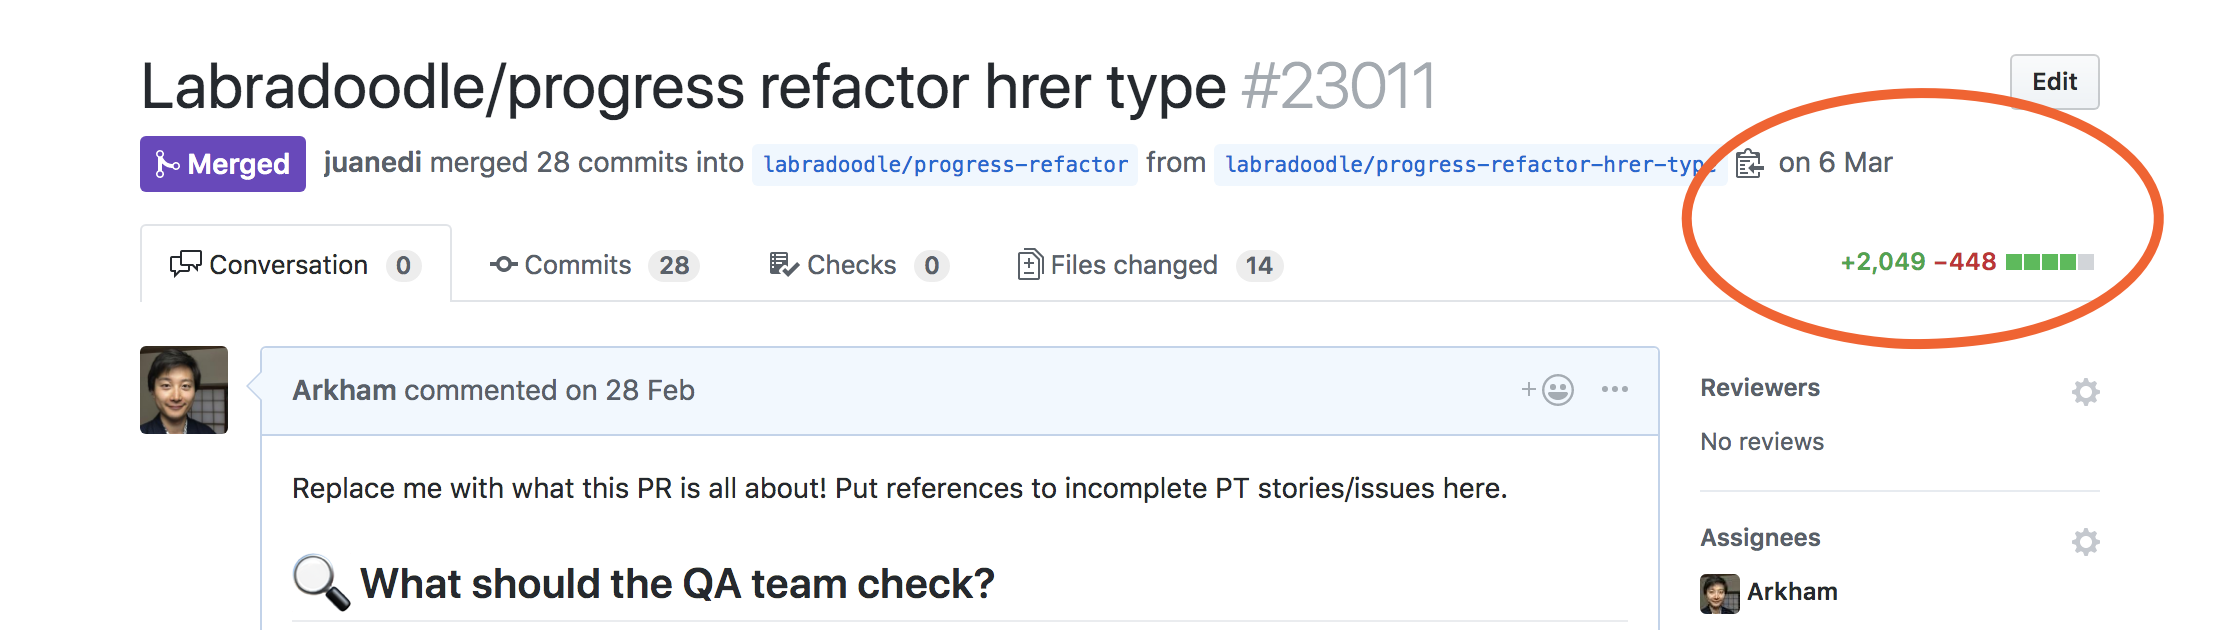 Labradoodle/progress refactor hrer type #23011
Edit
Merged juanedi merged 28 commits into labradoodle/progress-refactor from labradoodle/progress-refactor-hrer-type on 6 Mar
Conversation 0 Commits 28 Checks 0 Files changed 14 +2,049 −448
Arkham commented on 28 Feb
Reviewers
No reviews
Replace me with what this PR is all about! Put references to incomplete PT stories/issues here.
Assignees
Arkham
What should the QA team check?